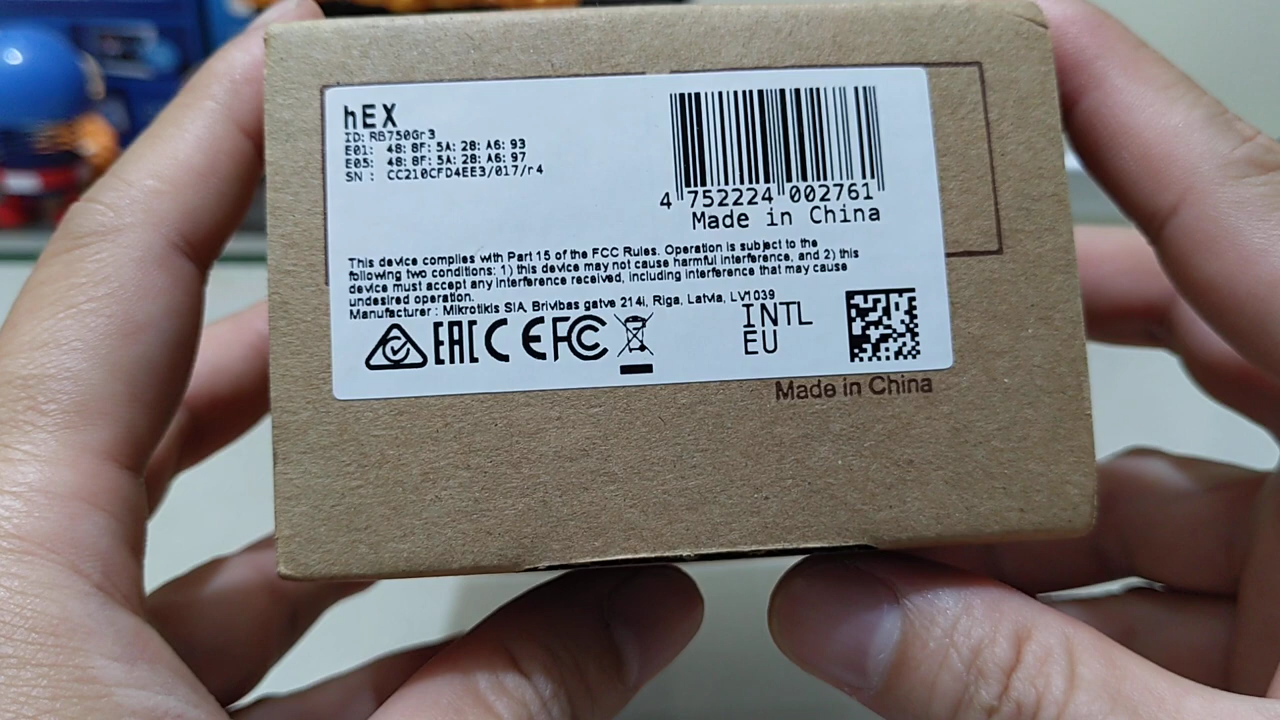 hEX
ID: RB750Gr3
E01: 48:8F:5A:28:A6:93
E05: 48:8F:5A:28:A6:97
SN : CC210CFD4EE3/017/r4
4 752224 002761
Made in China
This device complies with Part 15 of the FCC Rules. Operation is subject to the
following two conditions: 1) this device may not cause harmful interference, and 2) this
device must accept any interference received, including interference that may cause
undesired operation.
Manufacturer : Mikrotikls SIA, Brivibas gatve 214i, Riga, Latvia, LV1039
EAC CE FC
INTL
EU
Made in China